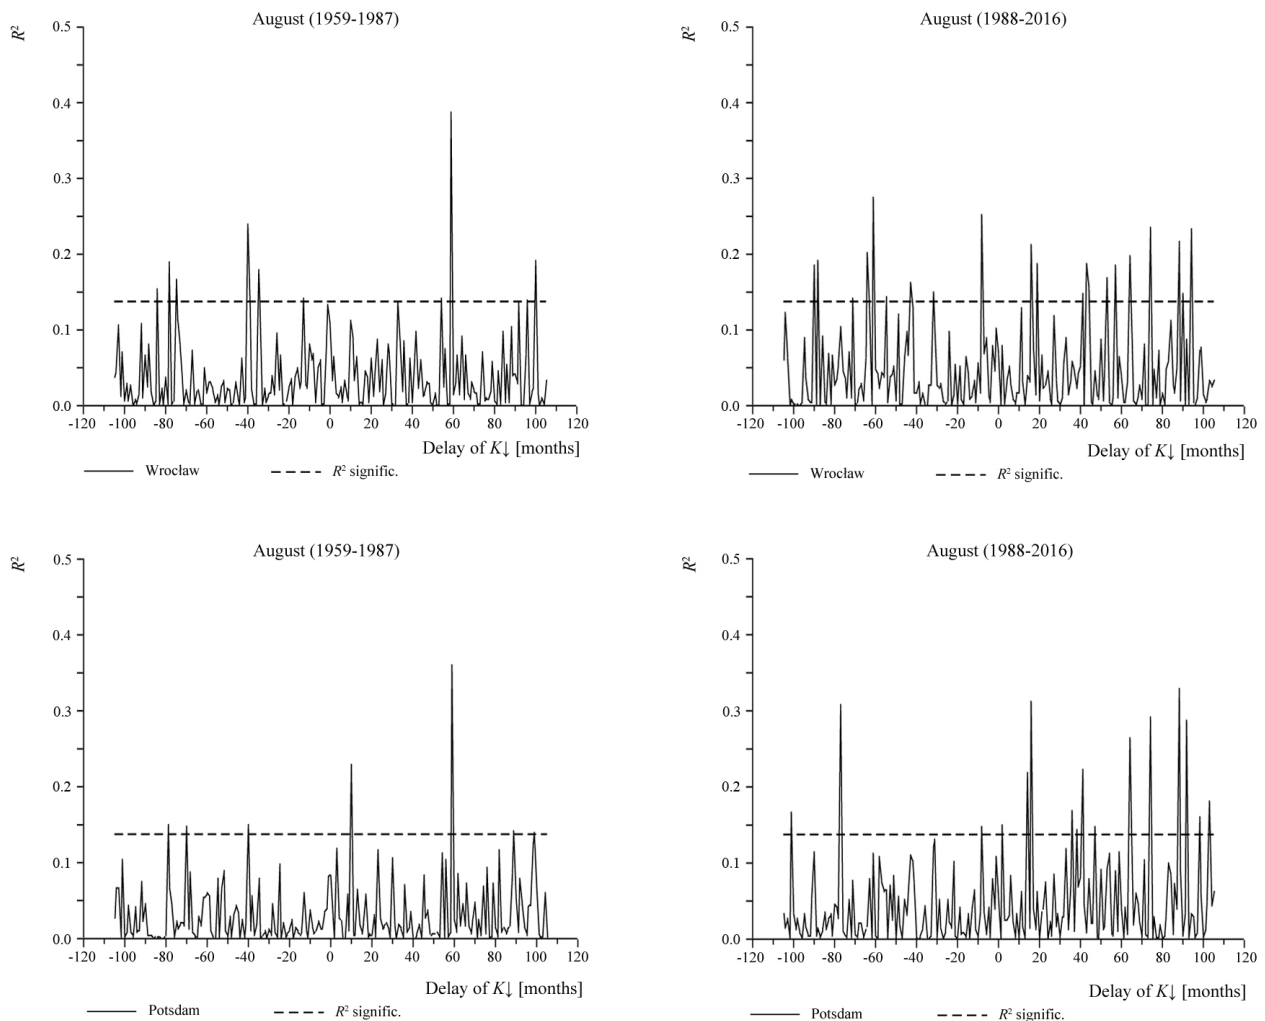 August (1959-1987)
R²
0.5
0.4
0.3
0.2
0.1
0.0
-120 -100 -80 -60 -40 -20 0 20 40 60 80 100 120
Delay of K↓ [months]
Wrocław R² signific.
August (1988-2016)
R²
0.5
0.4
0.3
0.2
0.1
0.0
-120 -100 -80 -60 -40 -20 0 20 40 60 80 100 120
Delay of K↓ [months]
Wrocław R² signific.
August (1959-1987)
R²
0.5
0.4
0.3
0.2
0.1
0.0
-120 -100 -80 -60 -40 -20 0 20 40 60 80 100 120
Delay of K↓ [months]
Potsdam R² signific.
August (1988-2016)
R²
0.5
0.4
0.3
0.2
0.1
0.0
-120 -100 -80 -60 -40 -20 0 20 40 60 80 100 120
Delay of K↓ [months]
Potsdam R² signific.